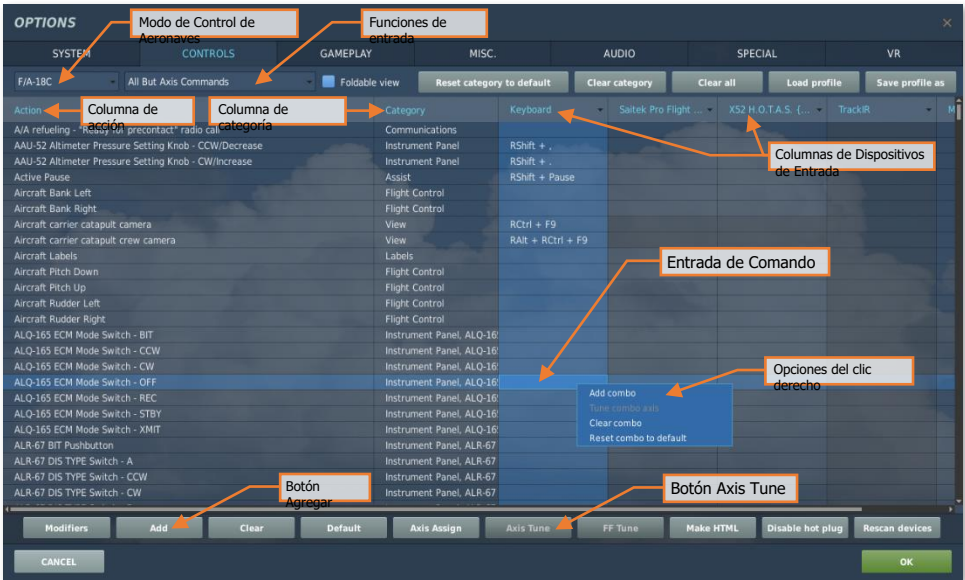 OPTIONS
Modo de Control de Aeronaves
Funciones de entrada
SYSTEM CONTROLS GAMEPLAY MISC. AUDIO SPECIAL VR
F/A-18C All But Axis Commands Foldable view Reset category to default Clear category Clear all Load profile Save profile as
Action Category Keyboard Saitek Pro Flight ... X52 H.O.T.A.S. (... TrackIR M
Columna de acción
Columna de categoría
Columnas de Dispositivos de Entrada
A/A refueling - "Ready for precontact" radio call Communications
AAU-52 Altimeter Pressure Setting Knob - CCW/Decrease Instrument Panel RShift + ,
AAU-52 Altimeter Pressure Setting Knob - CW/Increase Instrument Panel RShift + .
Active Pause Assist RShift + Pause
Aircraft Bank Left Flight Control
Aircraft Bank Right Flight Control
Aircraft carrier catapult camera View RCtrl + F9
Aircraft carrier catapult crew camera View RAlt + RCtrl + F9
Aircraft Labels Labels
Entrada de Comando
Aircraft Pitch Down Flight Control
Aircraft Pitch Up Flight Control
Aircraft Rudder Left Flight Control
Aircraft Rudder Right Flight Control
ALQ-165 ECM Mode Switch - BIT Instrument Panel, ALQ-16
ALQ-165 ECM Mode Switch - CCW Instrument Panel, ALQ-16
ALQ-165 ECM Mode Switch - CW Instrument Panel, ALQ-16
ALQ-165 ECM Mode Switch - OFF Instrument Panel, ALQ-16
Opciones del clic derecho
ALQ-165 ECM Mode Switch - REC Instrument Panel, ALQ-16
ALQ-165 ECM Mode Switch - STBY Instrument Panel, ALQ-16
ALQ-165 ECM Mode Switch - XMIT Instrument Panel, ALQ-16
Add combo
Tune combo axis
Clear combo
Reset combo to default
ALR-67 BIT Pushbutton Instrument Panel, ALR-67
ALR-67 DIS TYPE Switch - A Instrument Panel, ALR-67
ALR-67 DIS TYPE Switch - CCW Instrument Panel, ALR-67
ALR-67 DIS TYPE Switch - CW Instrument Panel, ALR-67
Botón Agregar
Botón Axis Tune
Modifiers Add Clear Default Axis Assign Axis Tune FF Tune Make HTML Disable hot plug Rescan devices
CANCEL OK